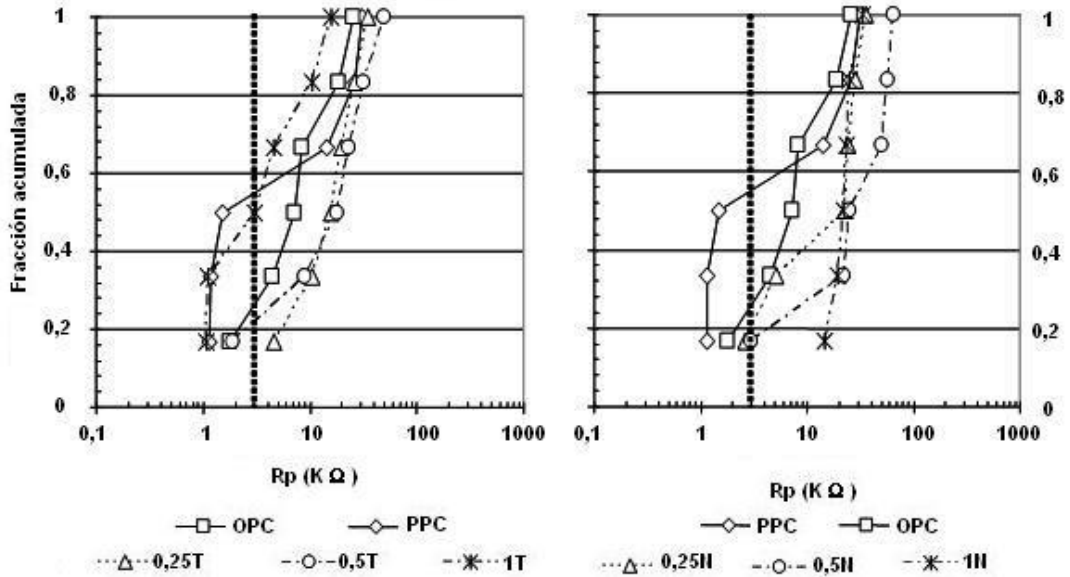 Fracción acumulada
1
0,8
0,6
0,4
0,2
0
0,1
1
10
100
1000
Rp (K Ω )
OPC
PPC
0,25T
0,5T
1T
1
0,8
0,6
0,4
0,2
0
0,1
1
10
100
1000
Rp (K Ω )
PPC
OPC
0,25N
0,5N
1N